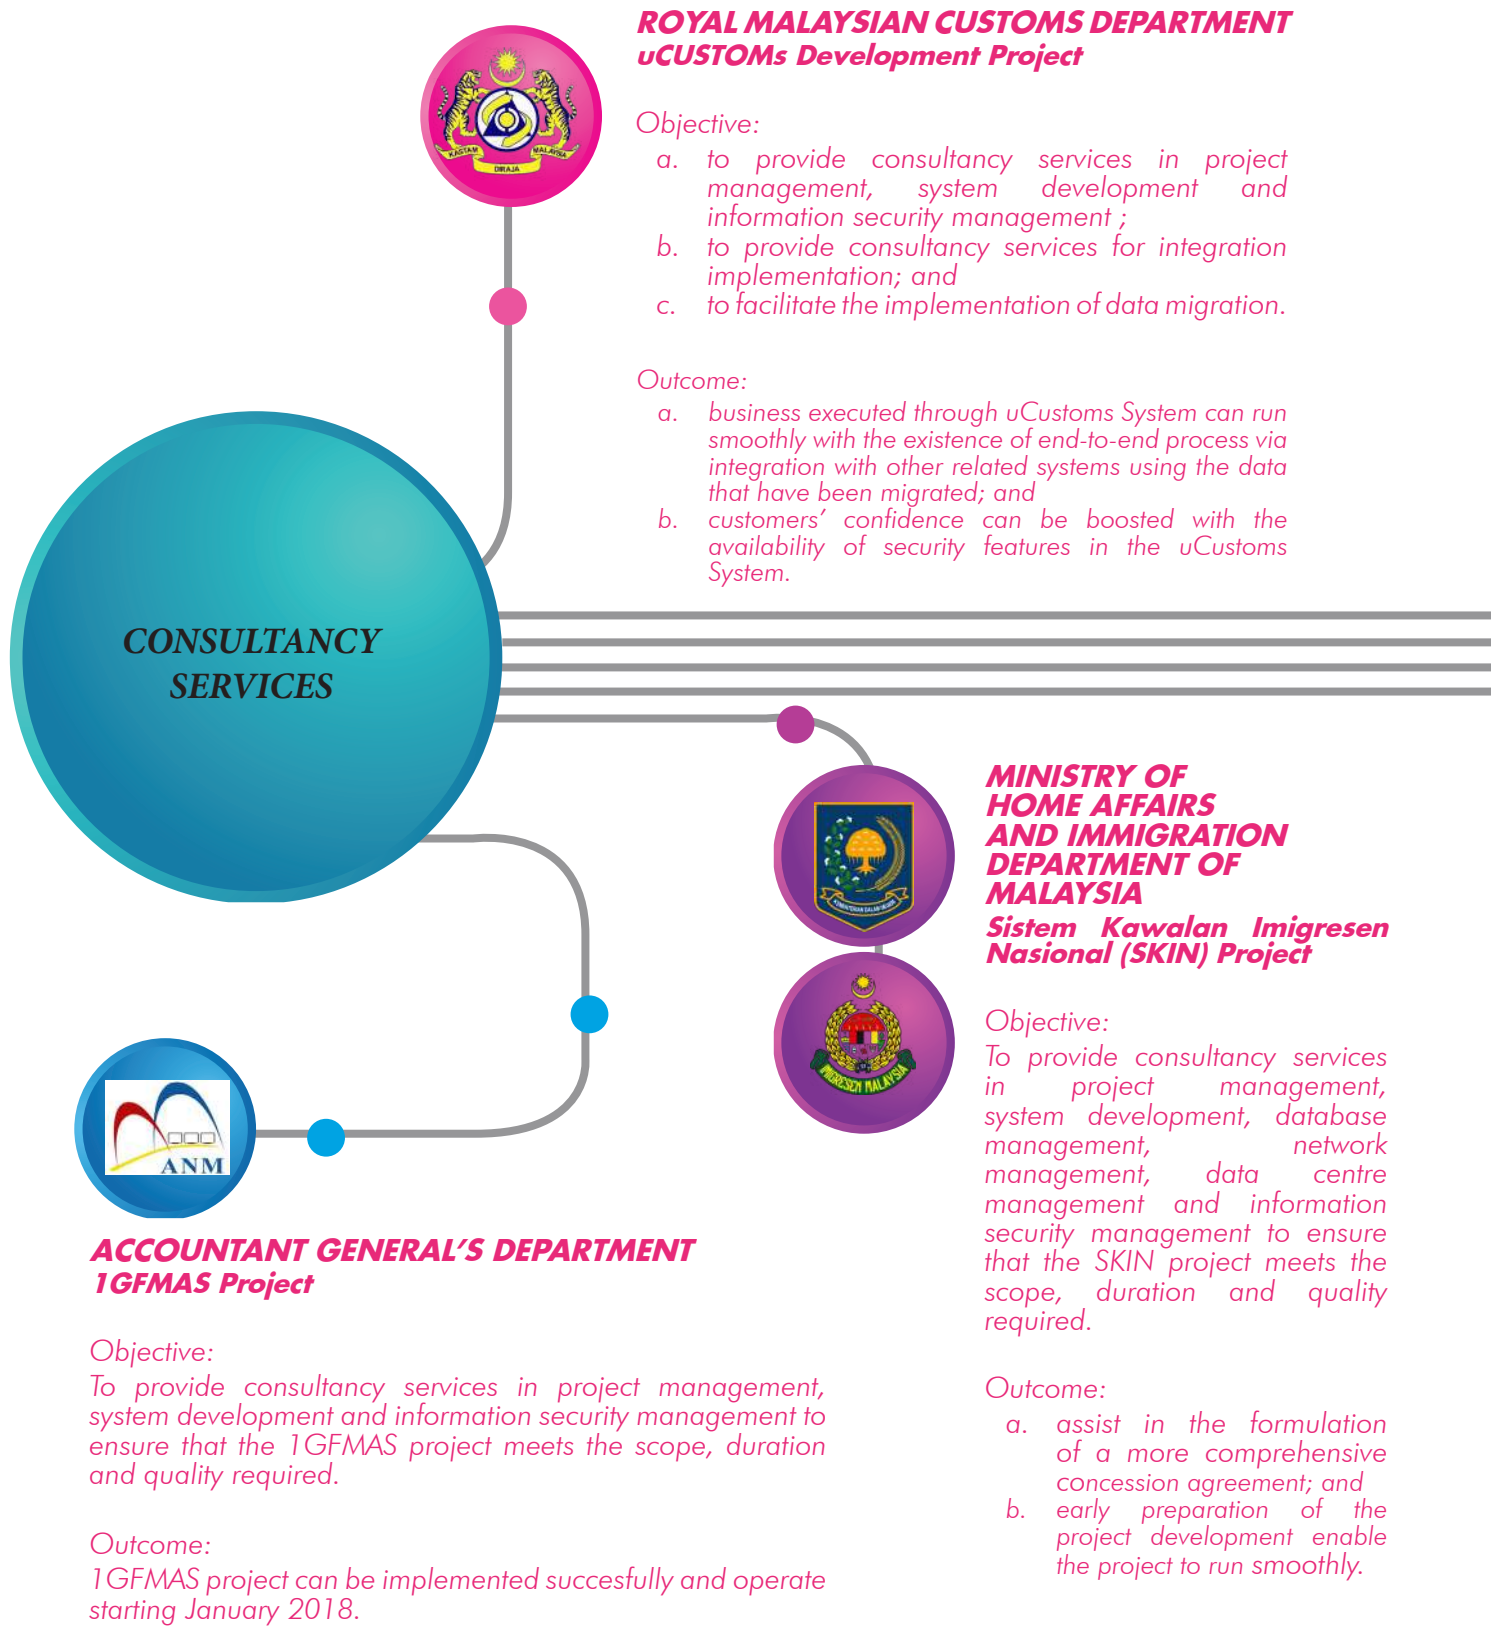 ROYAL MALAYSIAN CUSTOMS DEPARTMENT
uCUSTOMs Development Project
Objective:
a. to provide consultancy services in project
management, system development and
information security management ;
b. to provide consultancy services for integration
implementation; and
c. to facilitate the implementation of data migration.
Outcome:
a. business executed through uCustoms System can run
smoothly with the existence of end-to-end process via
integration with other related systems using the data
that have been migrated; and
b. customers’ confidence can be boosted with the
availability of security features in the uCustoms
System.
KASTAM
DIRAJA
MALAYSIA
CONSULTANCY
SERVICES
MINISTRY OF
HOME AFFAIRS
AND IMMIGRATION
DEPARTMENT OF
MALAYSIA
Sistem Kawalan Imigresen
Nasional (SKIN) Project
Objective:
To provide consultancy services
in project management,
system development, database
management, network
management, data centre
management and information
security management to ensure
that the SKIN project meets the
scope, duration and quality
required.
Outcome:
a. assist in the formulation
of a more comprehensive
concession agreement; and
b. early preparation of the
project development enable
the project to run smoothly.
KEMENTERIAN DALAM NEGERI
IMIGRESEN MALAYSIA
ANM
ACCOUNTANT GENERAL’S DEPARTMENT
1GFMAS Project
Objective:
To provide consultancy services in project management,
system development and information security management to
ensure that the 1GFMAS project meets the scope, duration
and quality required.
Outcome:
1GFMAS project can be implemented succesfully and operate
starting January 2018.